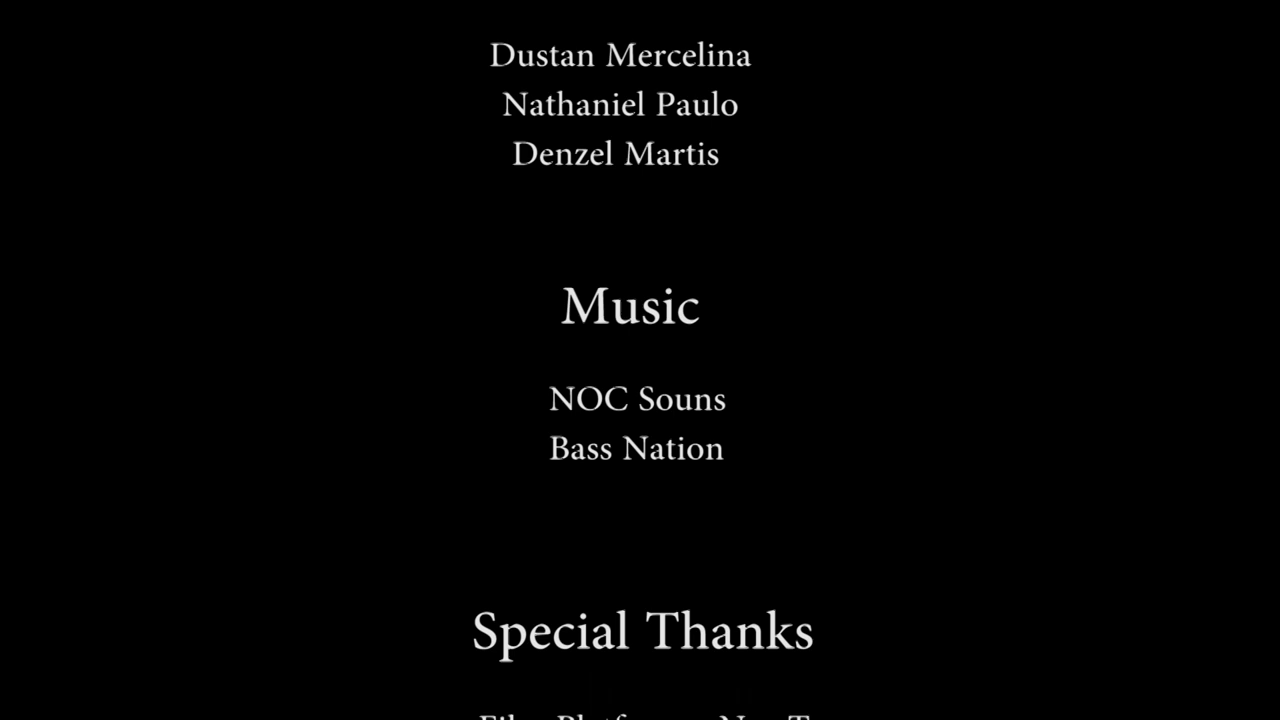 Dustan Mercelina
Nathaniel Paulo
Denzel Martis
Music
NOC Souns
Bass Nation
Special Thanks